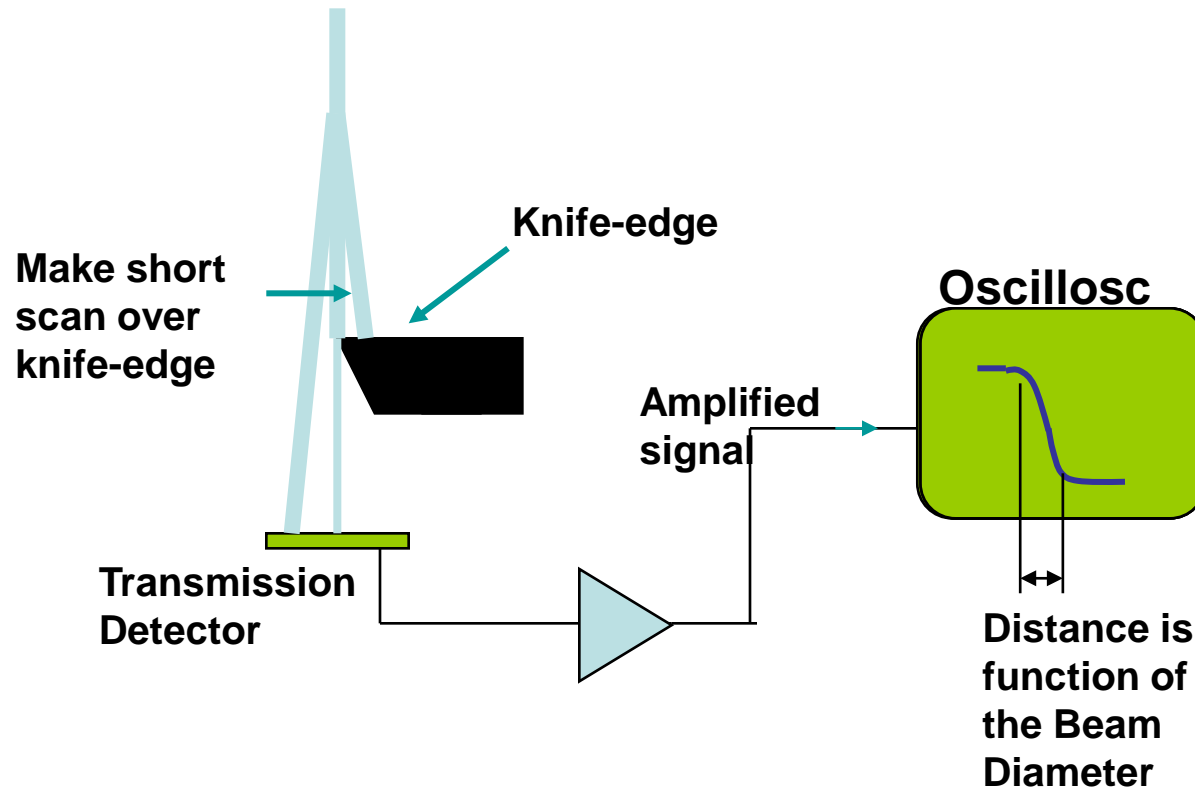 Knife-edge
Make short
scan over
knife-edge
Oscillosc
Amplified
signal
Transmission
Detector
Distance is
function of
the Beam
Diameter